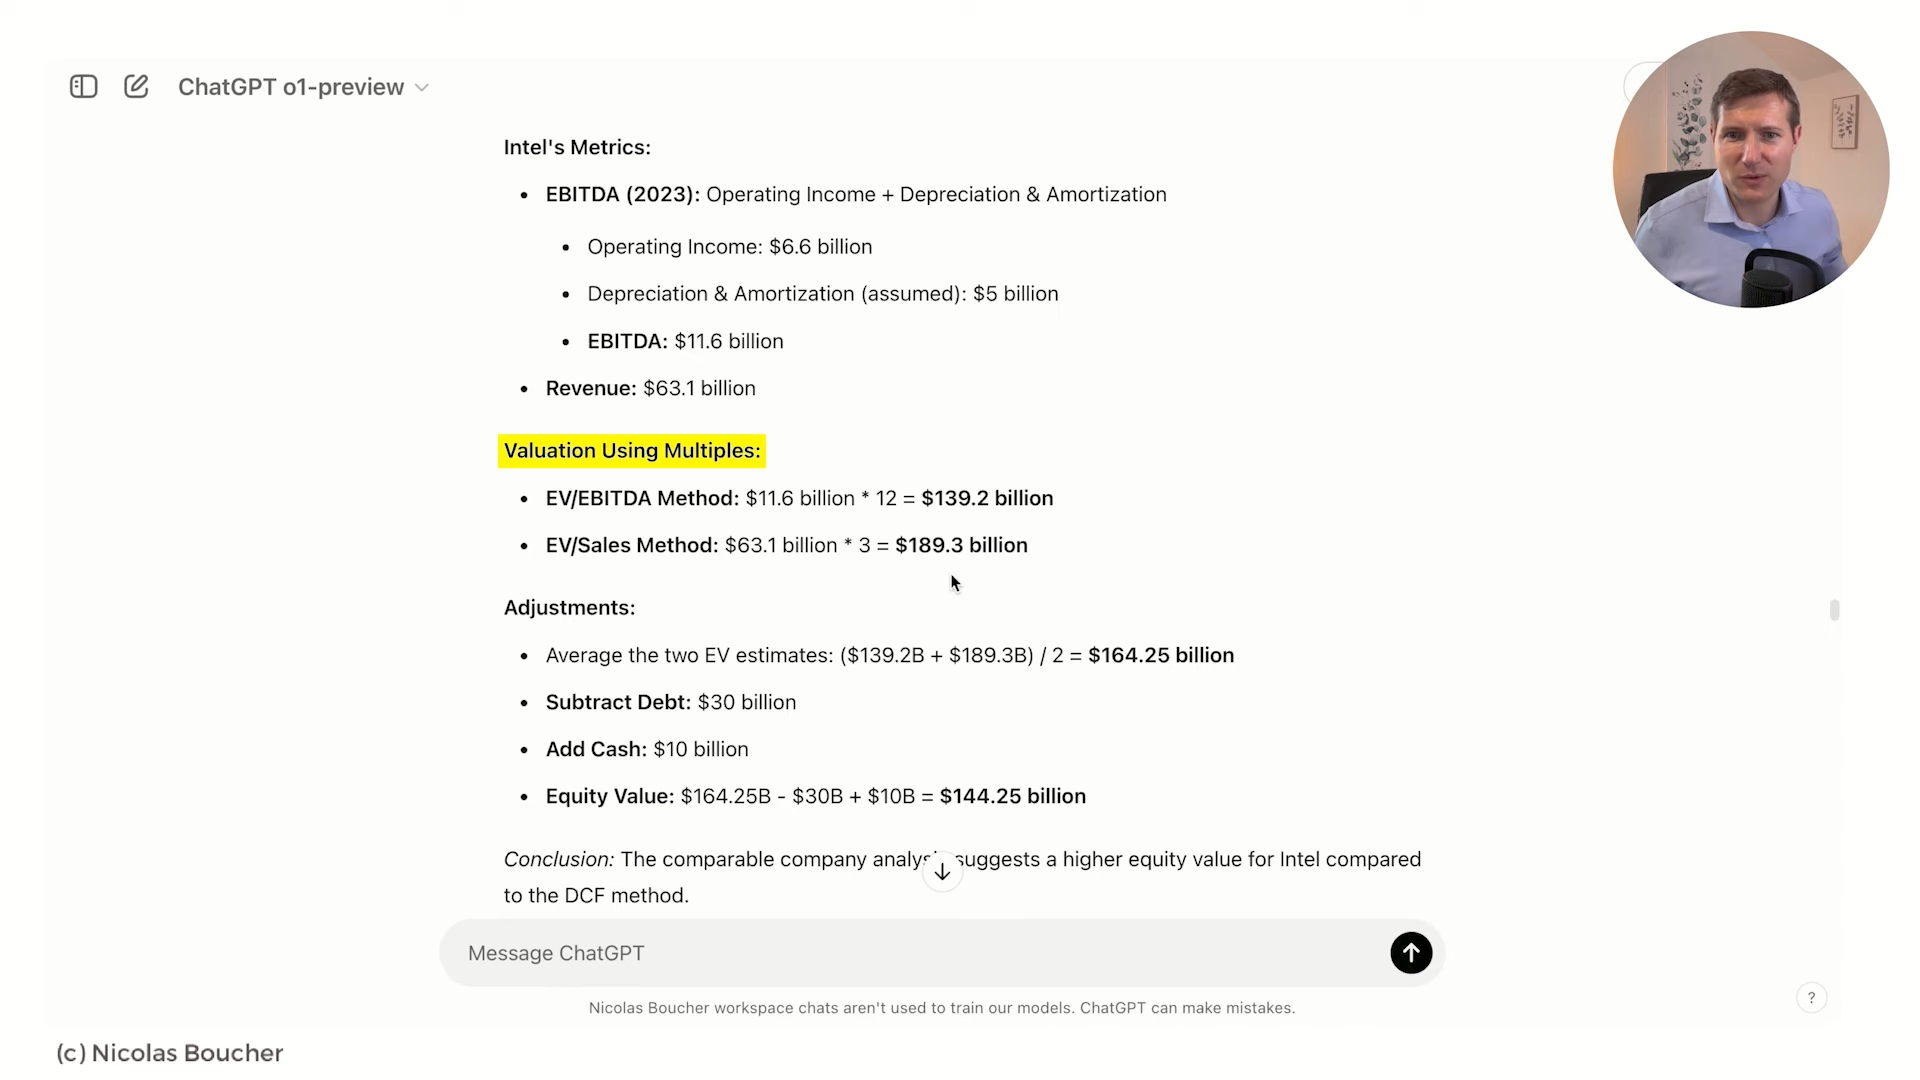 ChatGPT o1-preview
Intel's Metrics:
• EBITDA (2023): Operating Income + Depreciation & Amortization
• Operating Income: $6.6 billion
• Depreciation & Amortization (assumed): $5 billion
• EBITDA: $11.6 billion
• Revenue: $63.1 billion
Valuation Using Multiples:
• EV/EBITDA Method: $11.6 billion * 12 = $139.2 billion
• EV/Sales Method: $63.1 billion * 3 = $189.3 billion
Adjustments:
• Average the two EV estimates: ($139.2B + $189.3B) / 2 = $164.25 billion
• Subtract Debt: $30 billion
• Add Cash: $10 billion
• Equity Value: $164.25B - $30B + $10B = $144.25 billion
Conclusion: The comparable company analysis suggests a higher equity value for Intel compared
to the DCF method.
Message ChatGPT
Nicolas Boucher workspace chats aren't used to train our models. ChatGPT can make mistakes.
?
(c) Nicolas Boucher